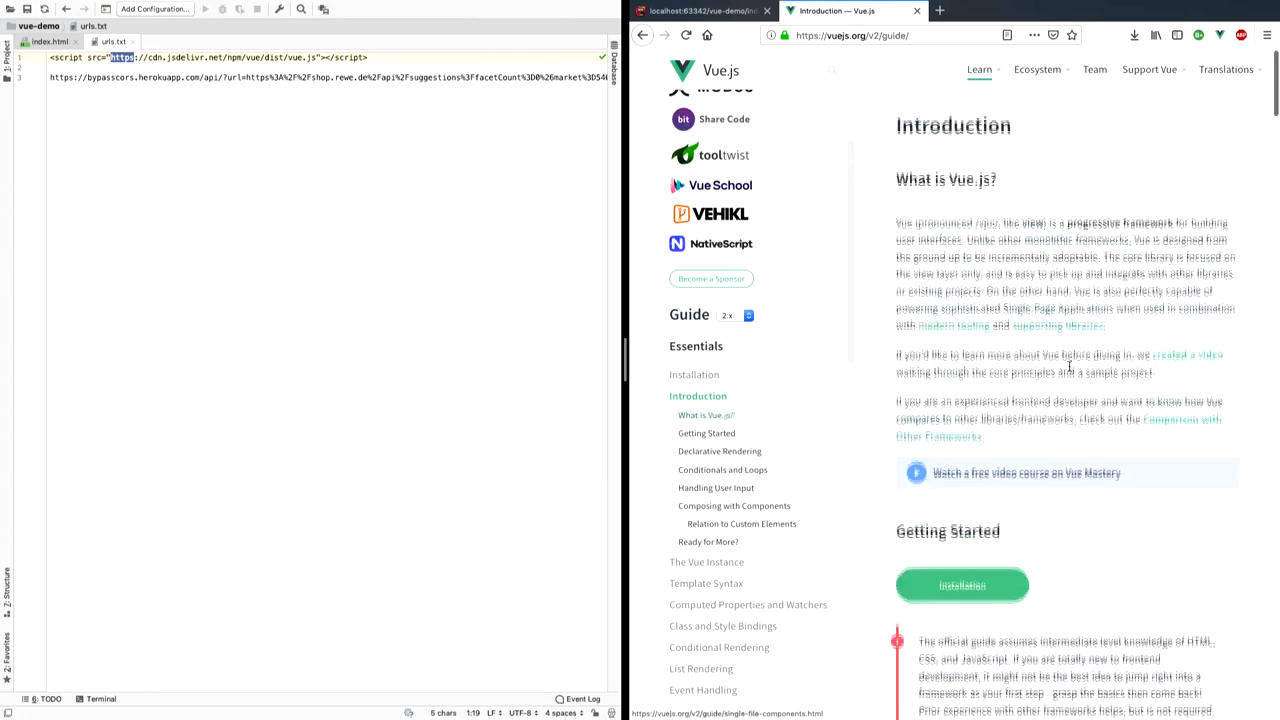 Add Configuration...
vue-demo
urls.txt
index.html
urls.txt
1: Project
Database
1 <script src="https://cdn.jsdelivr.net/npm/vue/dist/vue.js"></script>
2
3 https://bypasscors.herokuapp.com/api/?url=https%3A%2F%2Fshop.rewe.de%2Fapi%2Fsuggestions%3FfacetCount%3D0%26market%3D54
Z: Structure
2: Favorites
6: TODO
Terminal
Event Log
5 chars
1:19
LF
UTF-8
4 spaces
localhost:63342/vue-demo/ind
Introduction — Vue.js
https://vuejs.org/v2/guide/
Vue.js
Learn
Ecosystem
Team
Support Vue
Translations
bit
Share Code
tooltwist
Vue School
VEHIKL
NativeScript
Become a Sponsor
Guide
2.x
Essentials
Installation
Introduction
What is Vue.js?
Getting Started
Declarative Rendering
Conditionals and Loops
Handling User Input
Composing with Components
Relation to Custom Elements
Ready for More?
The Vue Instance
Template Syntax
Computed Properties and Watchers
Class and Style Bindings
Conditional Rendering
List Rendering
Event Handling
Introduction
What is Vue.js?
Vue (pronounced /vjuː/, like view) is a progressive framework for building
user interfaces. Unlike other monolithic frameworks, Vue is designed from
the ground up to be incrementally adoptable. The core library is focused on
the view layer only, and is easy to pick up and integrate with other libraries
or existing projects. On the other hand, Vue is also perfectly capable of
powering sophisticated Single-Page Applications when used in combination
with modern tooling and supporting libraries.
If you'd like to learn more about Vue before diving in, we created a video
walking through the core principles and a sample project.
If you are an experienced frontend developer and want to know how Vue
compares to other libraries/frameworks, check out the Comparison with
Other Frameworks.
Watch a free video course on Vue Mastery
Getting Started
Installation
The official guide assumes intermediate level knowledge of HTML,
CSS, and JavaScript. If you are totally new to frontend
development, it might not be the best idea to jump right into a
framework as your first step - grasp the basics then come back!
Prior experience with other frameworks helps, but is not required.
https://vuejs.org/v2/guide/single-file-components.html